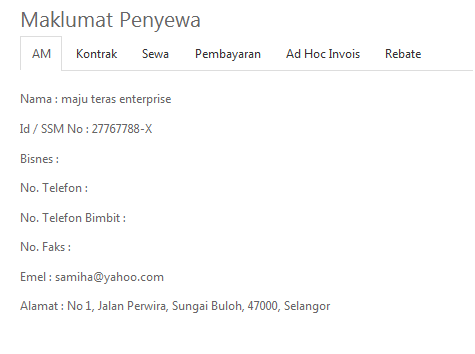 Maklumat Penyewa
AM Kontrak Sewa Pembayaran Ad Hoc Invois Rebate
Nama : maju teras enterprise
Id / SSM No : 27767788-X
Bisnes :
No. Telefon :
No. Telefon Bimbit :
No. Faks :
Emel : samiha@yahoo.com
Alamat : No 1, Jalan Perwira, Sungai Buloh, 47000, Selangor